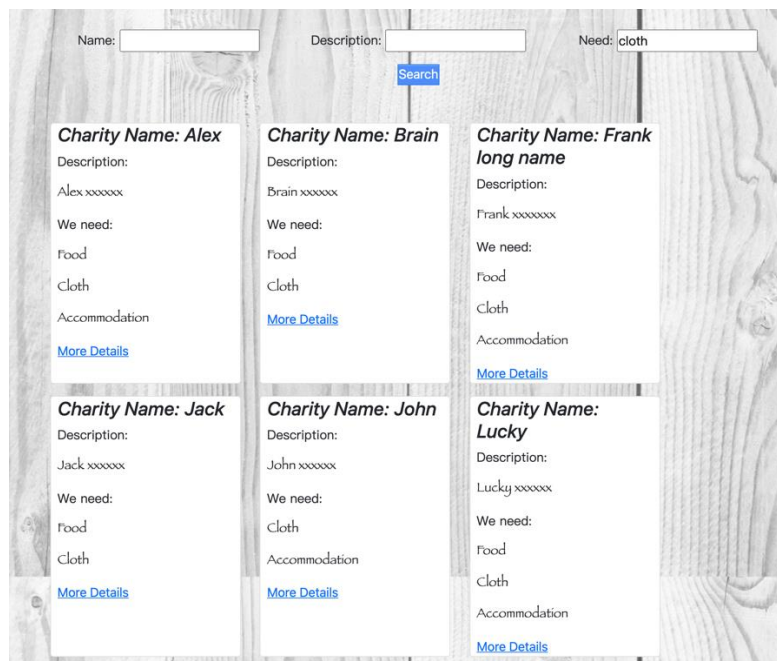 Name: Description: Need: cloth
Search
Charity Name: Alex
Description:
Alex xxxxxx
We need:
Food
Cloth
Accommodation
More Details
Charity Name: Brain
Description:
Brain xxxxxx
We need:
Food
Cloth
More Details
Charity Name: Frank
long name
Description:
Frank xxxxxxx
We need:
Food
Cloth
Accommodation
More Details
Charity Name: Jack
Description:
Jack xxxxxx
We need:
Food
Cloth
More Details
Charity Name: John
Description:
John xxxxxx
We need:
Cloth
Accommodation
More Details
Charity Name:
Lucky
Description:
Lucky xxxxxx
We need:
Food
Cloth
Accommodation
More Details